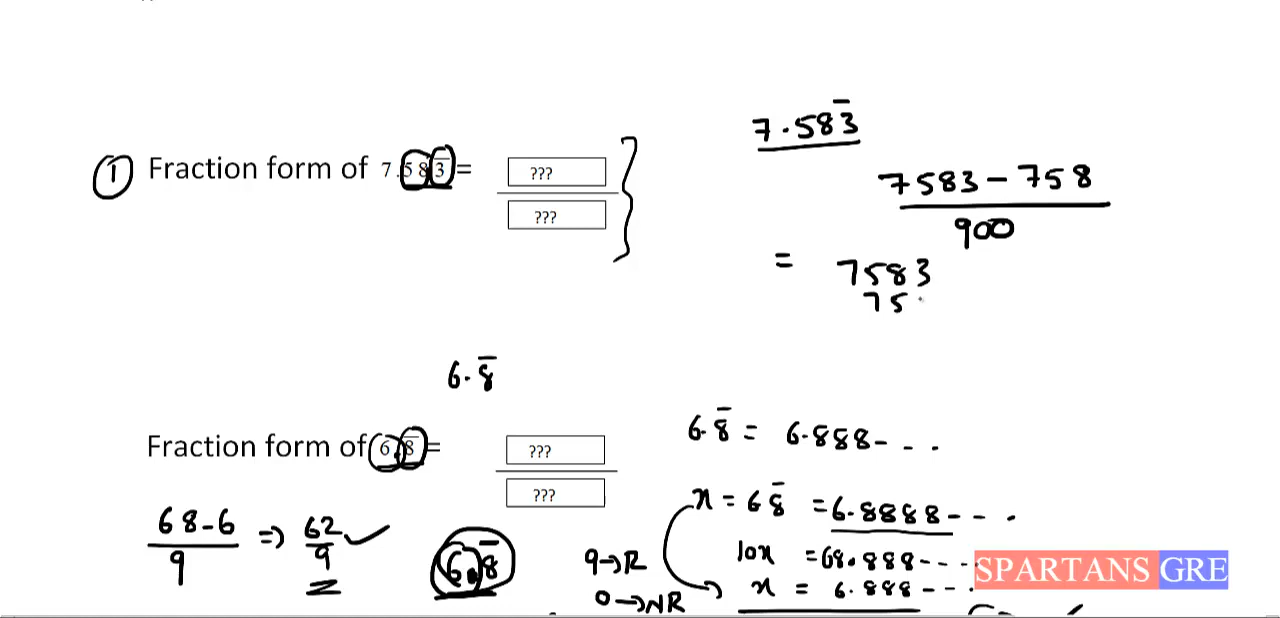 7.583̅
① Fraction form of 7.583̅ =
???
???
7583 - 758
900
= 7583
75
6.8̅
Fraction form of 6.8̅ =
???
???
6.8̅ = 6.888- - - .
68-6 => 62
9 9
6.8̅
x = 68̅ = 6.8888- - - .
10x = 68.888- - - .
x = 6.888- - - .
9→R
0→NR
SPARTANS GRE